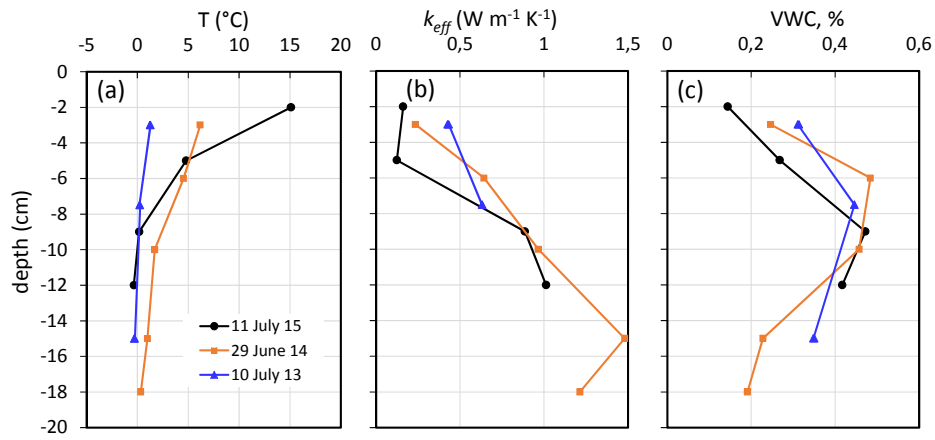 T (°C)
-5 0 5 10 15 20
k_eff (W m⁻¹ K⁻¹)
0 0,5 1 1,5
VWC, %
0 0,2 0,4 0,6
depth (cm)
0
-2
-4
-6
-8
-10
-12
-14
-16
-18
-20
(a)
(b)
(c)
11 July 15
29 June 14
10 July 13